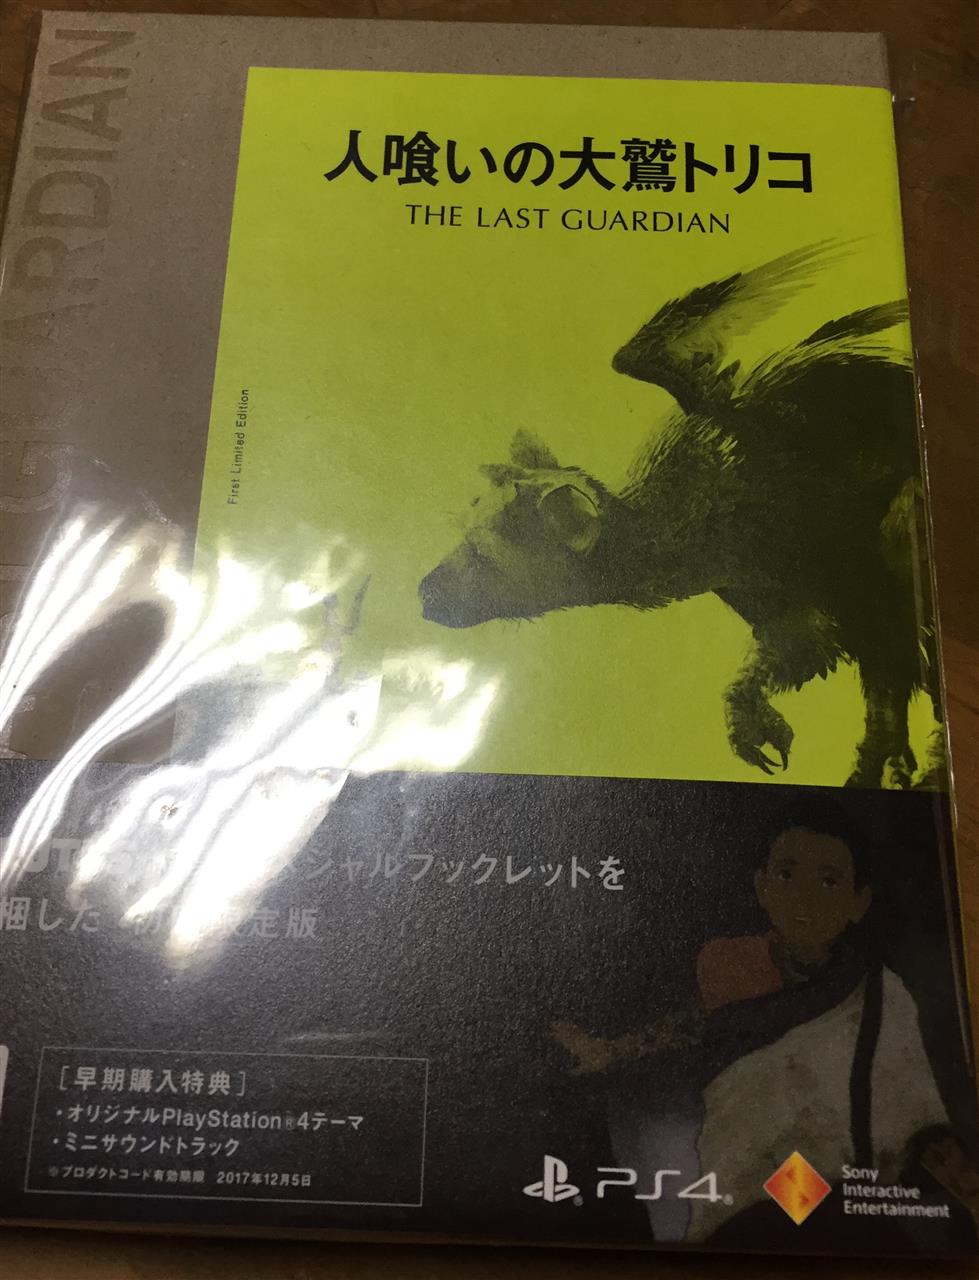 GUARDIAN
人喰いの大鷲トリコ
THE LAST GUARDIAN
First Limited Edition
シャルブックレットを
梱した 初 限定版
[早期購入特典]
・オリジナルPlayStation®4テーマ
・ミニサウンドトラック
※プロダクトコード有効期限 2017年12月5日
PS4®
Sony
Interactive
Entertainment